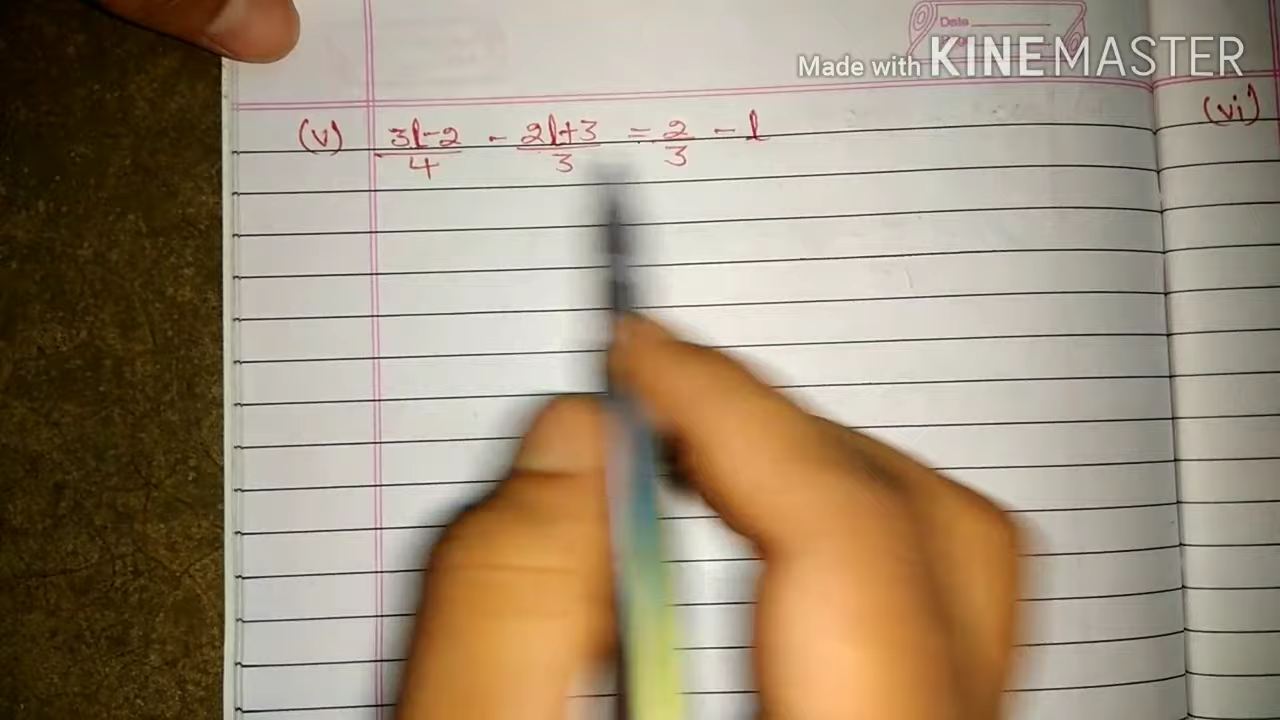 Date
Made with KINEMASTER
(vi)
(v) 3l-2/4 - 2l+3/3 = 2/3 - l